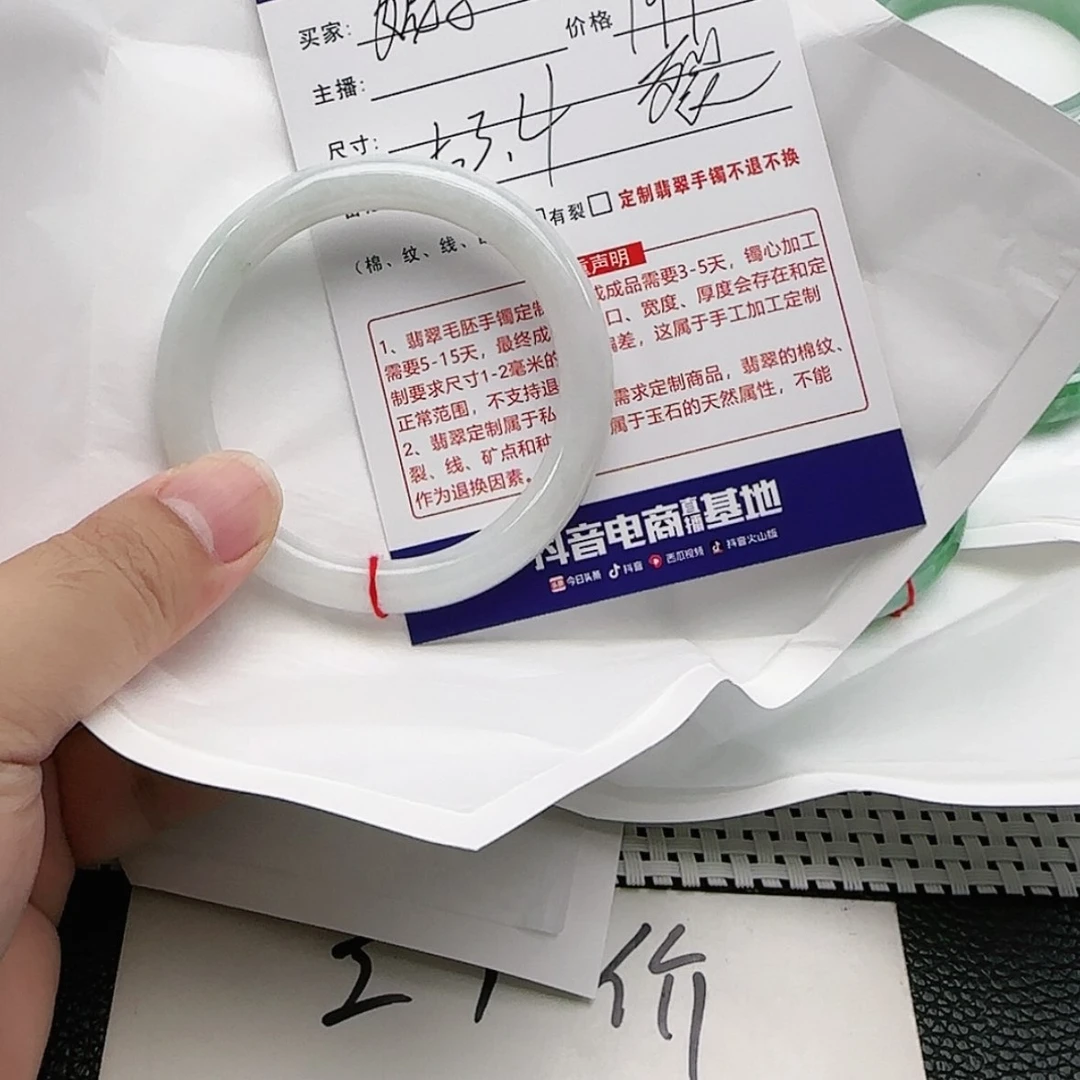 买家:
价格
主播:
尺寸: 53.4 裂
有裂□ 定制翡翠手镯不退不换
(棉、纹、线、
声明
1、翡翠毛胚手镯定制 成成品需要3-5天，镯心加工
需要5-15天，最终成 口、宽度、厚度会存在和定
制要求尺寸1-2毫米的 差，这属于手工加工定制
正常范围，不支持退
2、翡翠定制属于私 需求定制商品，翡翠的棉纹、
裂、线、矿点和种 属于玉石的天然属性，不能
作为退换因素。
抖音电商直播基地
今日头条 抖音 西瓜视频 抖音火山版
价